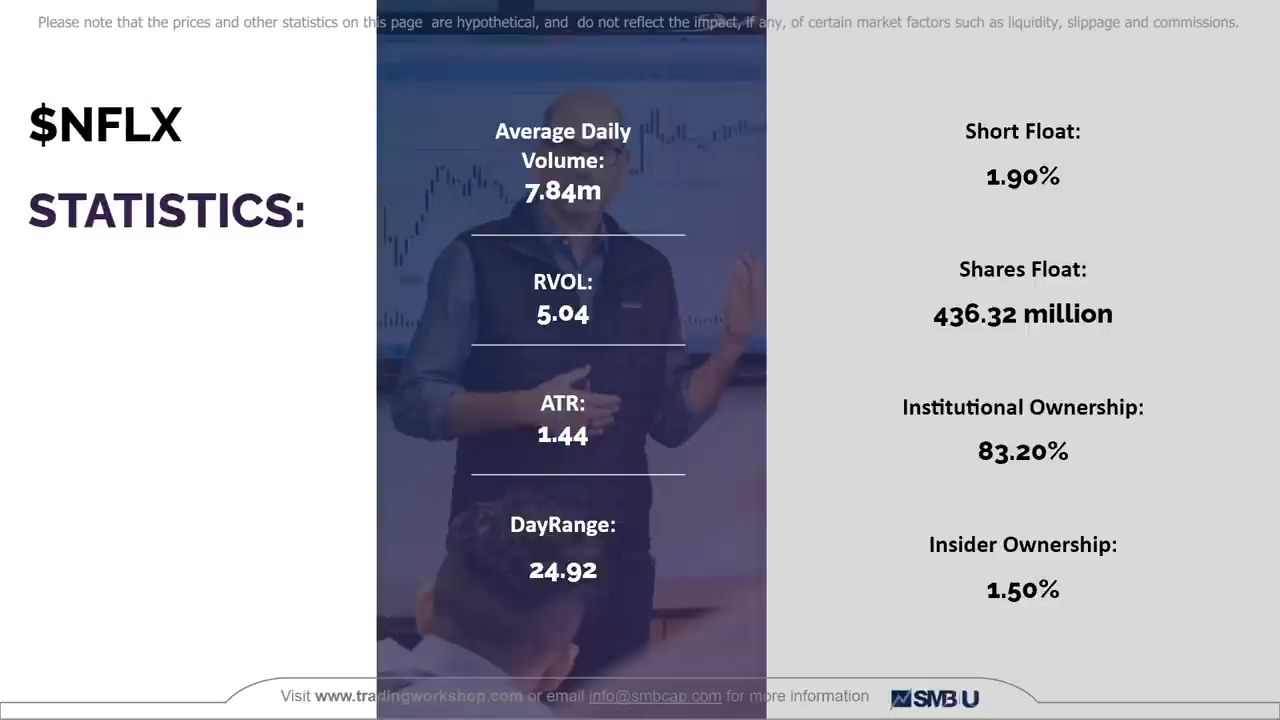 Please note that the prices and other statistics on this page are hypothetical, and do not reflect the impact, if any, of certain market factors such as liquidity, slippage and commissions.
$NFLX
STATISTICS:
Average Daily
Volume:
7.84m
RVOL:
5.04
ATR:
1.44
DayRange:
24.92
Short Float:
1.90%
Shares Float:
436.32 million
Institutional Ownership:
83.20%
Insider Ownership:
1.50%
Visit www.tradingworkshop.com or email info@smbcap.com for more information
SMBU